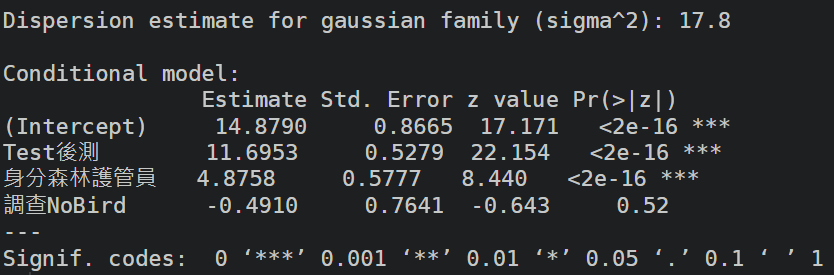 Dispersion estimate for gaussian family (sigma^2): 17.8
Conditional model:
Estimate Std. Error z value Pr(>|z|)
(Intercept) 14.8790 0.8665 17.171 <2e-16 ***
Test後測 11.6953 0.5279 22.154 <2e-16 ***
身分森林護管員 4.8758 0.5777 8.440 <2e-16 ***
調查NoBird -0.4910 0.7641 -0.643 0.52
---
Signif. codes: 0 ‘***’ 0.001 ‘**’ 0.01 ‘*’ 0.05 ‘.’ 0.1 ‘ ’ 1